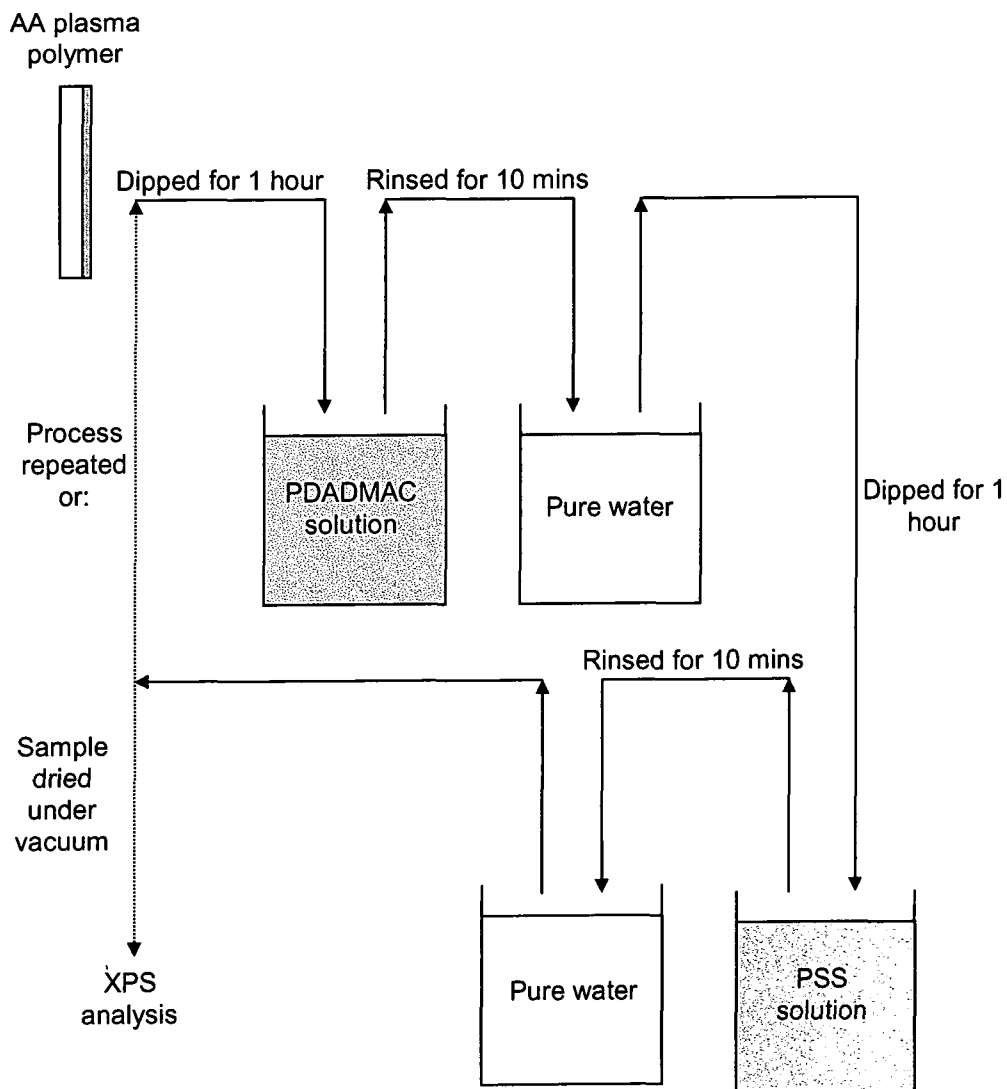 AA plasma
polymer
Dipped for 1 hour
Rinsed for 10 mins
Process
repeated
or:
PDADMAC
solution
Pure water
Dipped for 1
hour
Rinsed for 10 mins
Sample
dried
under
vacuum
Pure water
PSS
solution
XPS
analysis